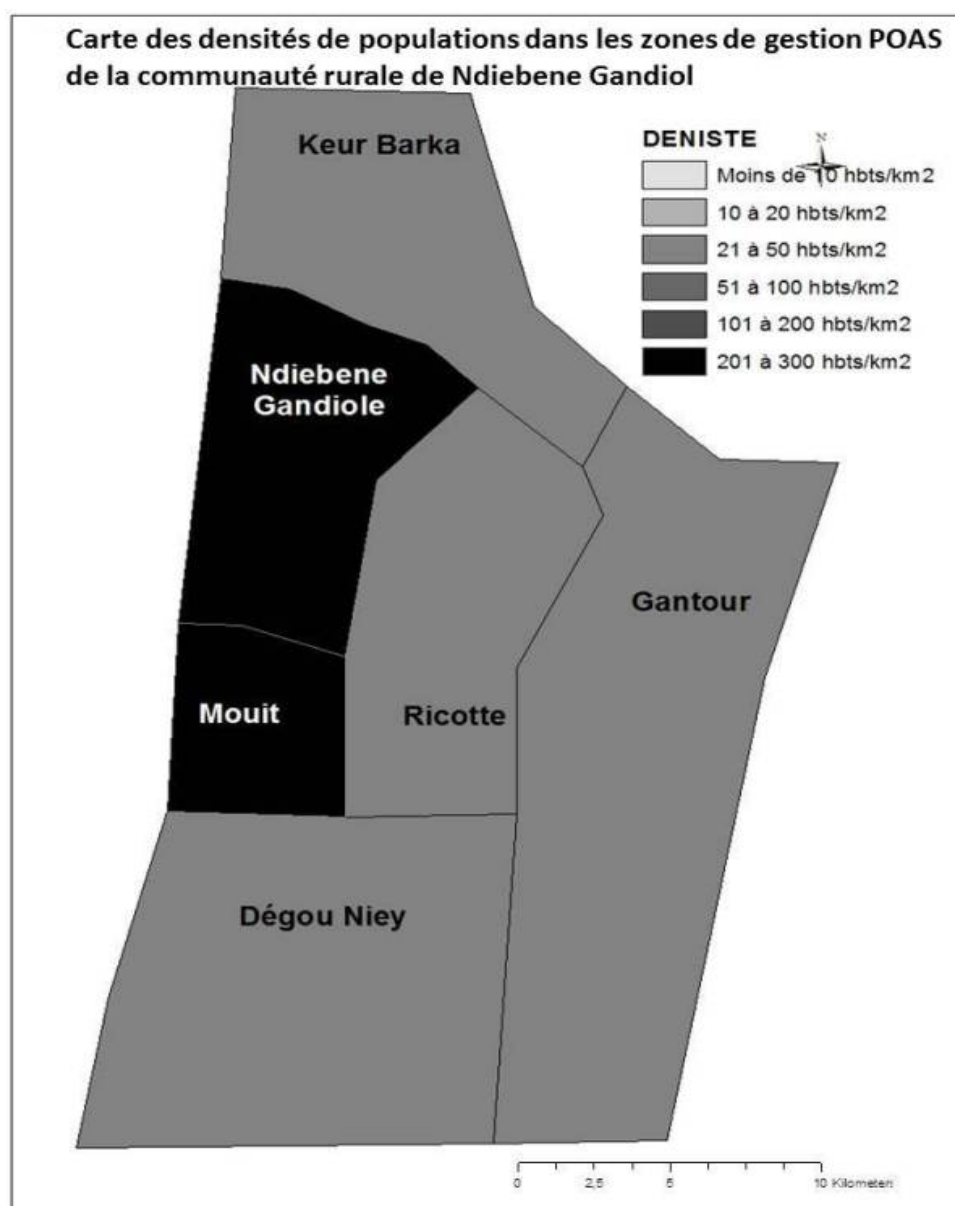 Carte des densités de populations dans les zones de gestion POAS
de la communauté rurale de Ndiebene Gandiol
Keur Barka
DENISTE
N
Moins de 10 hbts/km2
10 à 20 hbts/km2
21 à 50 hbts/km2
51 à 100 hbts/km2
101 à 200 hbts/km2
201 à 300 hbts/km2
Ndiebene
Gandiole
Gantour
Mouit
Ricotte
Dégou Niey
0 2,5 5 10 Kilometers